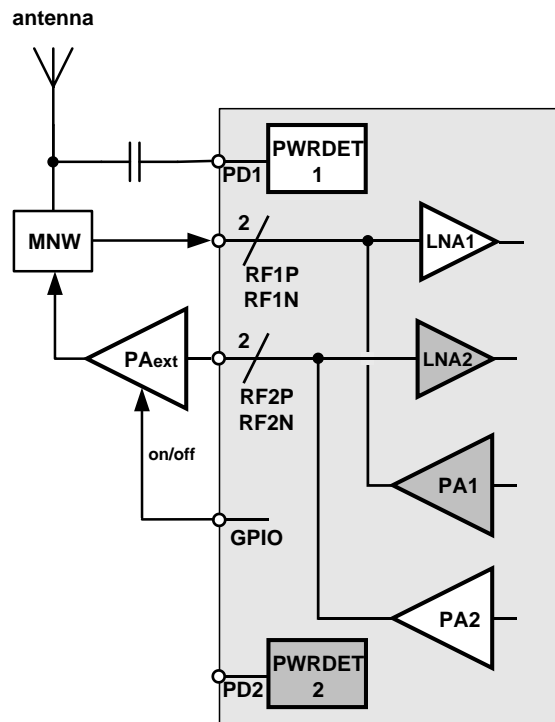 antenna
PWRDET
1
PD1
MNW
2
RF1P
RF1N
LNA1
PAext
2
RF2P
RF2N
LNA2
on/off
GPIO
PA1
PA2
PWRDET
2
PD2